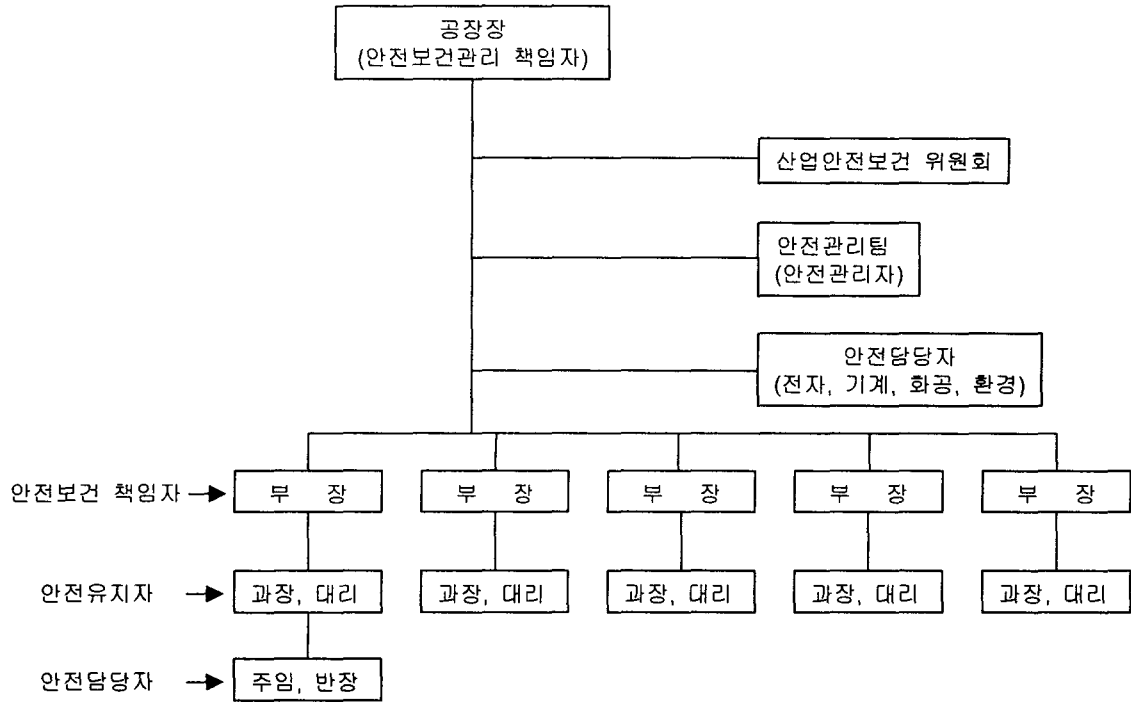 공장장
(안전보건관리 책임자)
산업안전보건 위원회
안전관리팀
(안전관리자)
안전담당자
(전자, 기계, 화공, 환경)
안전보건 책임자
부 장
부 장
부 장
부 장
부 장
안전유지자
과장, 대리
과장, 대리
과장, 대리
과장, 대리
과장, 대리
안전담당자
주임, 반장